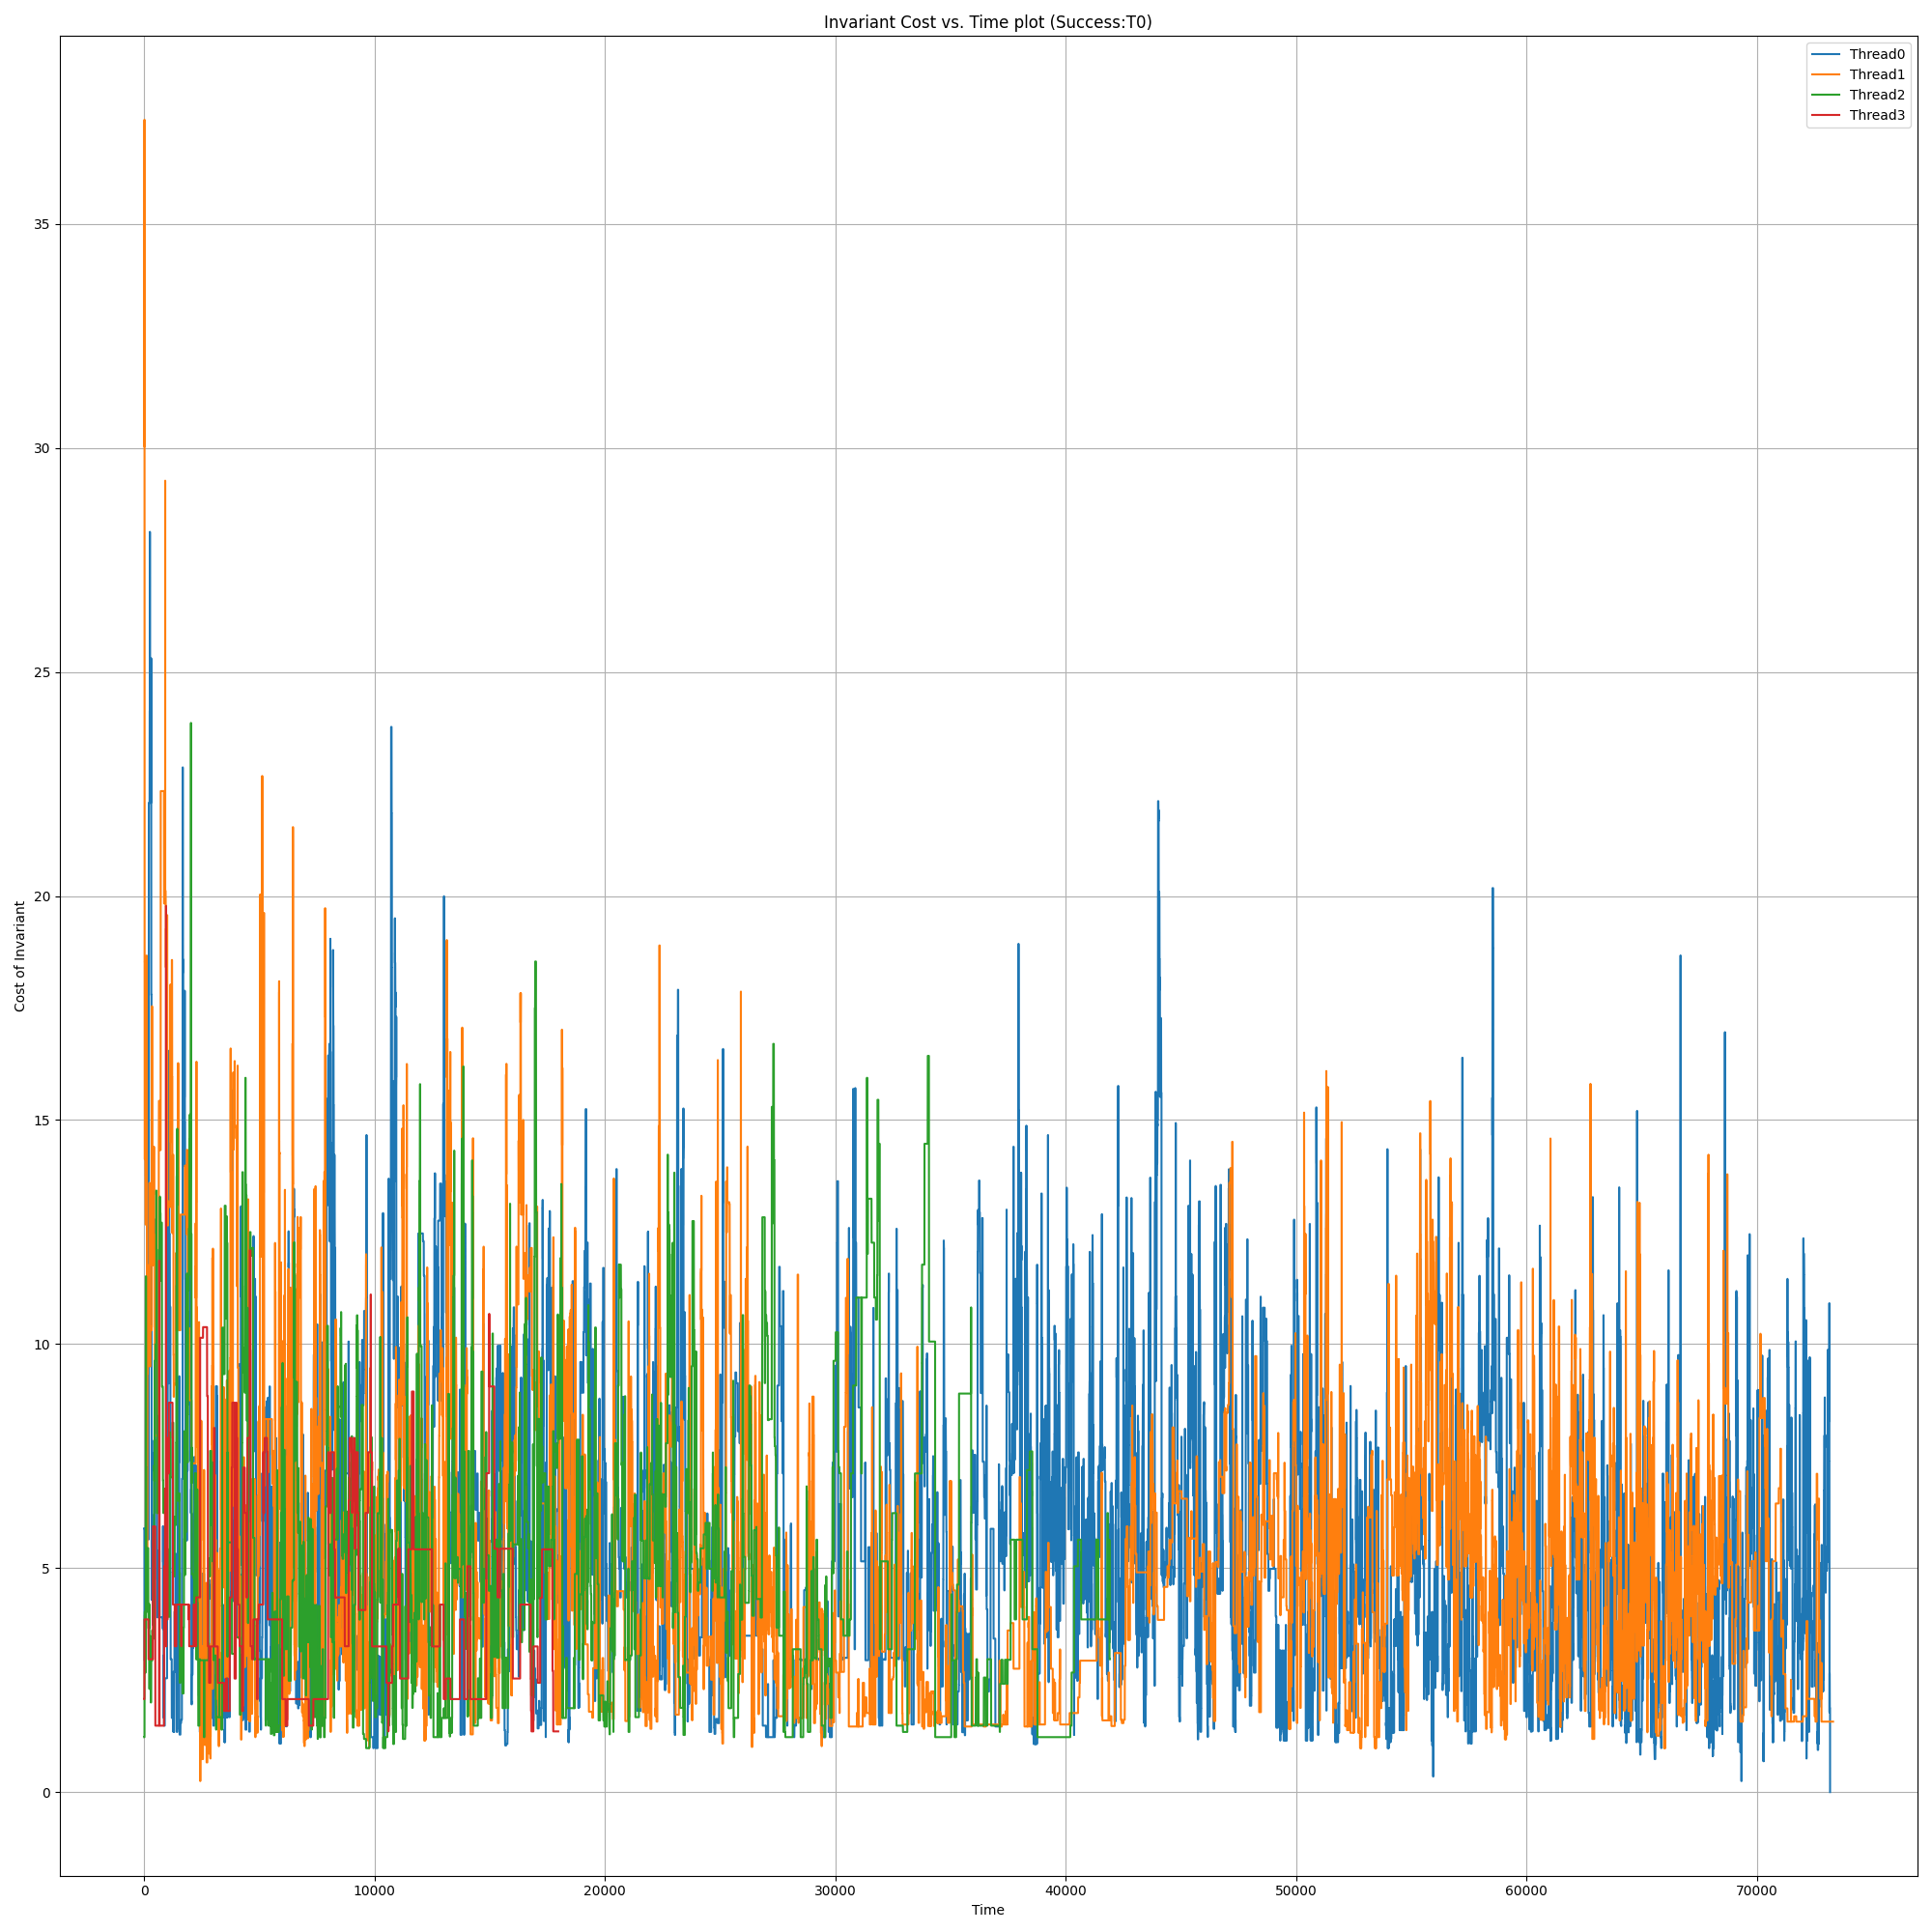 Invariant Cost vs. Time plot (Success:T0)
Thread0
Thread1
Thread2
Thread3
Cost of Invariant
35
30
25
20
15
10
5
0
0 10000 20000 30000 40000 50000 60000 70000
Time